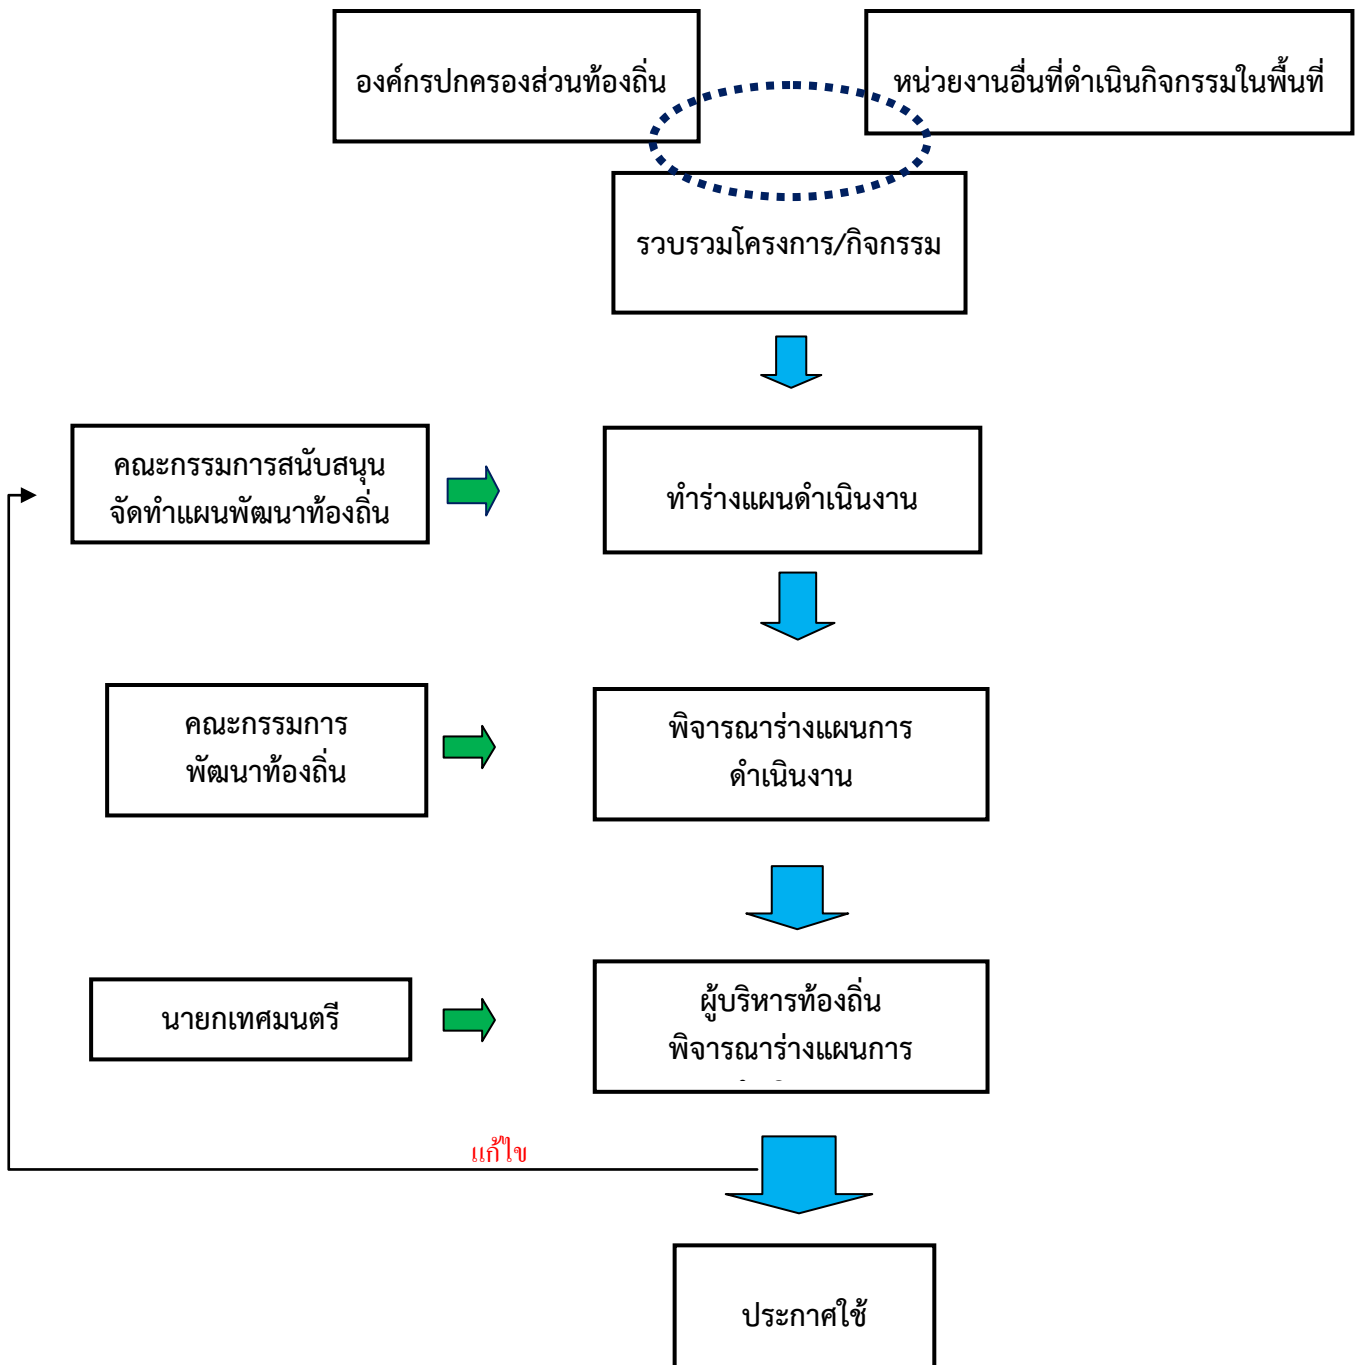 องค์กรปกครองส่วนท้องถิ่น
หน่วยงานอื่นที่ดำเนินกิจกรรมในพื้นที่
รวบรวมโครงการ/กิจกรรม
คณะกรรมการสนับสนุน
จัดทำแผนพัฒนาท้องถิ่น
ทำร่างแผนดำเนินงาน
คณะกรรมการ
พัฒนาท้องถิ่น
พิจารณาร่างแผนการ
ดำเนินงาน
นายกเทศมนตรี
ผู้บริหารท้องถิ่น
พิจารณาร่างแผนการ
แก้ไข
ประกาศใช้